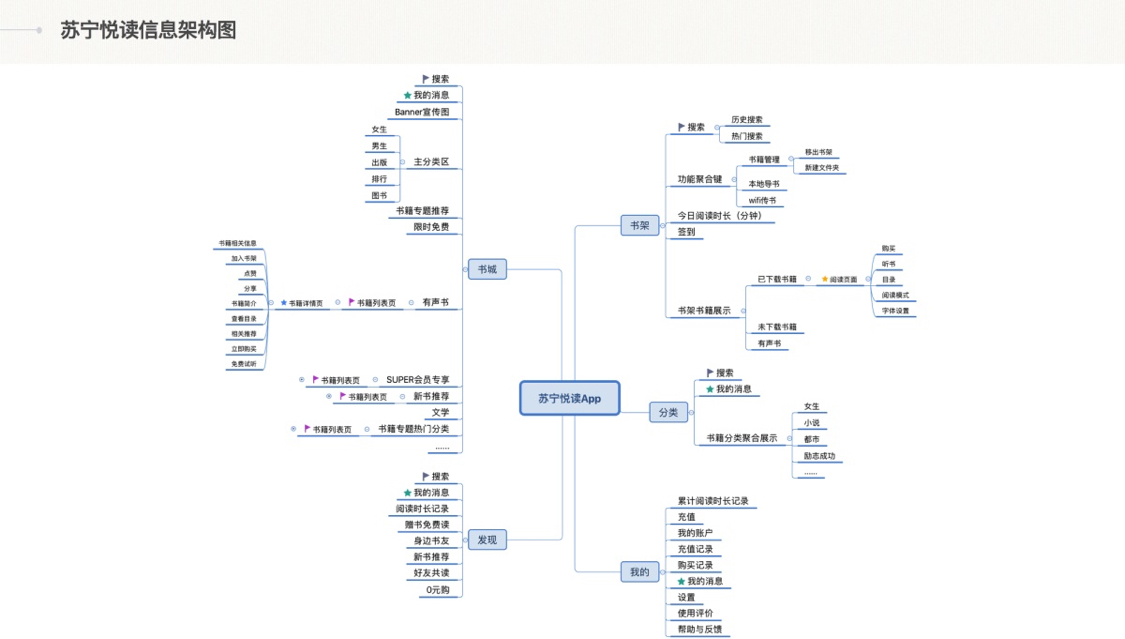 苏宁悦读信息架构图
苏宁悦读App
书城
搜索
我的消息
Banner宣传图
主分类区
女生
男生
出版
排行
图书
书籍专题推荐
限时免费
有声书
书籍列表页
书籍详情页
书籍相关信息
加入书架
点赞
分享
书籍简介
查看目录
相关推荐
立即购买
免费试听
SUPER会员专享
书籍列表页
新书推荐
书籍列表页
文学
书籍专题热门分类
书籍列表页
……
发现
搜索
我的消息
阅读时长记录
赠书免费读
身边书友
新书推荐
好友共读
0元购
书架
搜索
历史搜索
热门搜索
功能聚合键
书籍管理
移出书架
新建文件夹
本地导书
wifi传书
今日阅读时长（分钟）
签到
书架书籍展示
已下载书籍
阅读页面
购买
听书
目录
阅读模式
字体设置
未下载书籍
有声书
分类
搜索
我的消息
书籍分类聚合展示
女生
小说
都市
励志成功
……
我的
累计阅读时长记录
充值
我的账户
充值记录
购买记录
我的消息
设置
使用评价
帮助与反馈